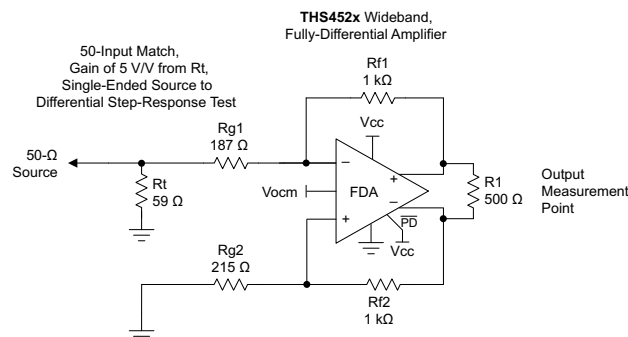 THS452x Wideband,
Fully-Differential Amplifier
50-Input Match,
Gain of 5 V/V from Rt,
Single-Ended Source to
Differential Step-Response Test
Rf1
1 kΩ
Rg1
187 Ω
Vcc
50-Ω
Source
Rt
59 Ω
Vocm
−
+
FDA
+
−
PD
Vcc
R1
500 Ω
Output
Measurement
Point
Rg2
215 Ω
Rf2
1 kΩ